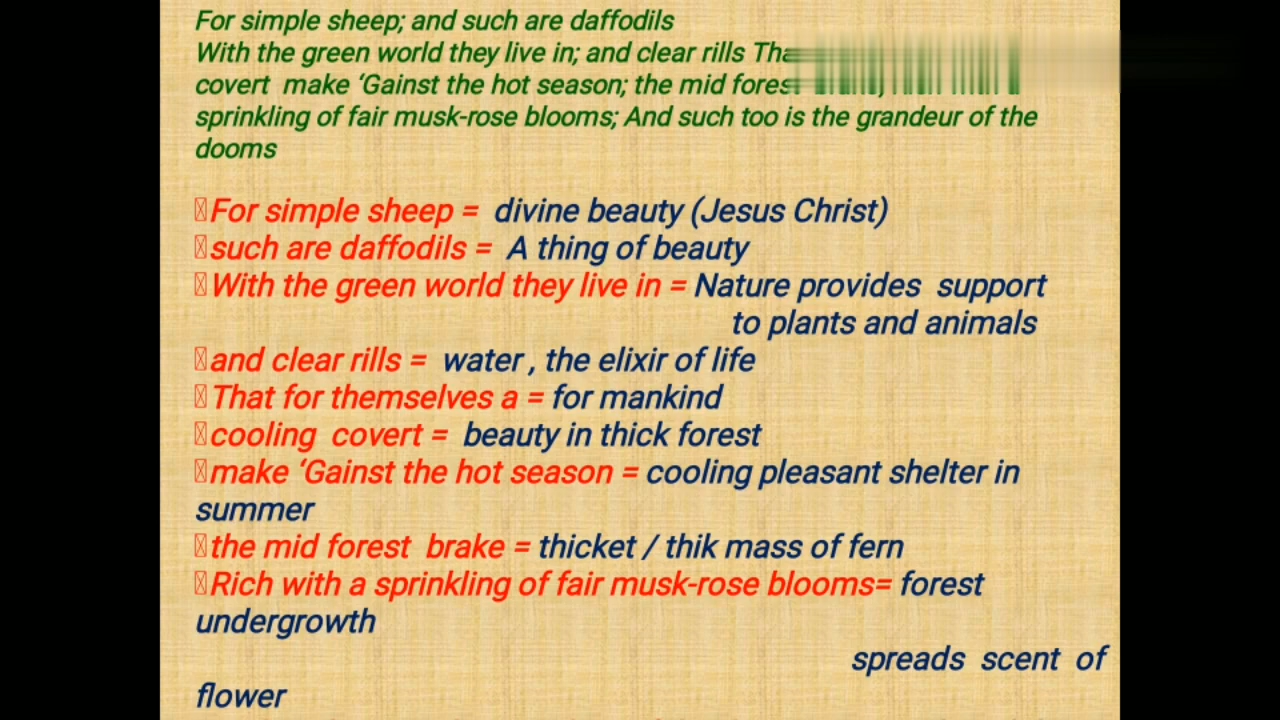 For simple sheep; and such are daffodils
With the green world they live in; and clear rills Tha
covert make ‘Gainst the hot season; the mid fores
sprinkling of fair musk-rose blooms; And such too is the grandeur of the
dooms
For simple sheep = divine beauty (Jesus Christ)
such are daffodils = A thing of beauty
With the green world they live in = Nature provides support
to plants and animals
and clear rills = water , the elixir of life
That for themselves a = for mankind
cooling covert = beauty in thick forest
make ‘Gainst the hot season = cooling pleasant shelter in
summer
the mid forest brake = thicket / thik mass of fern
Rich with a sprinkling of fair musk-rose blooms= forest
undergrowth
spreads scent of
flower